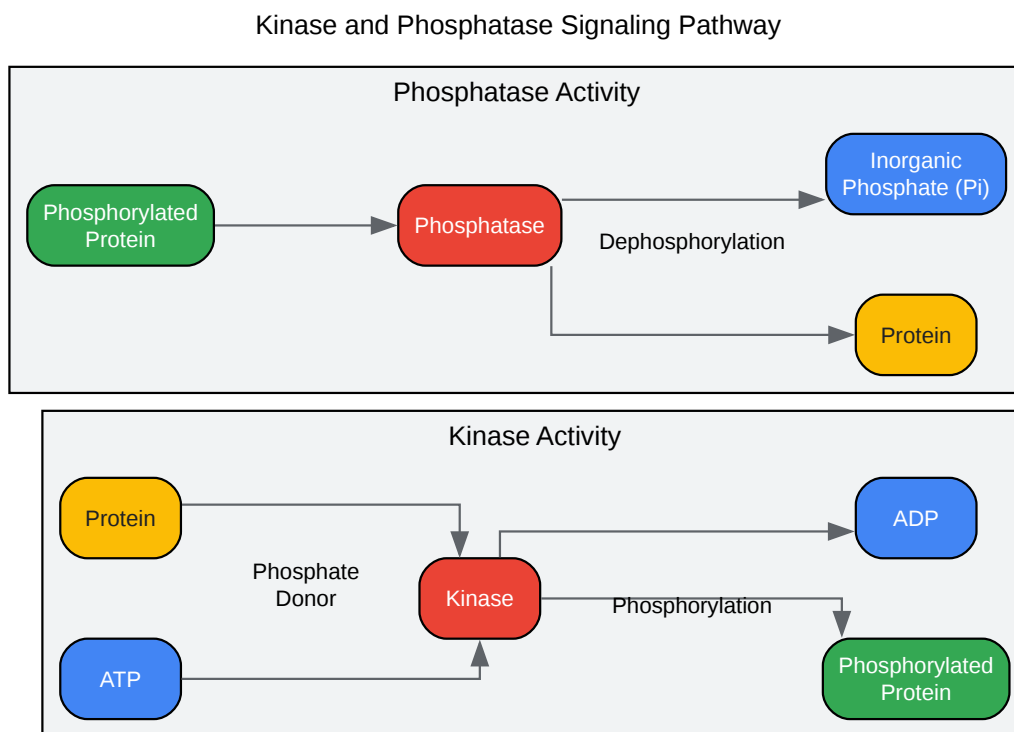 Kinase and Phosphatase Signaling Pathway
Phosphatase Activity
Phosphorylated
Protein
Phosphatase
Inorganic
Phosphate (Pi)
Dephosphorylation
Protein
Kinase Activity
Protein
ADP
Phosphate
Donor
Kinase
Phosphorylation
ATP
Phosphorylated
Protein